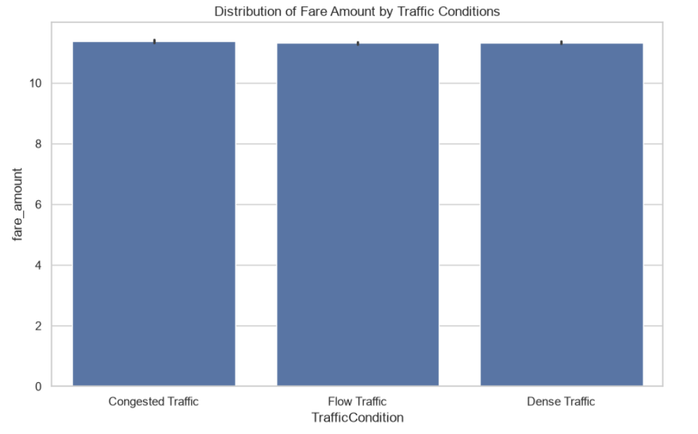 Distribution of Fare Amount by Traffic Conditions
fare_amount
10
8
6
4
2
0
Congested Traffic
Flow Traffic
Dense Traffic
TrafficCondition